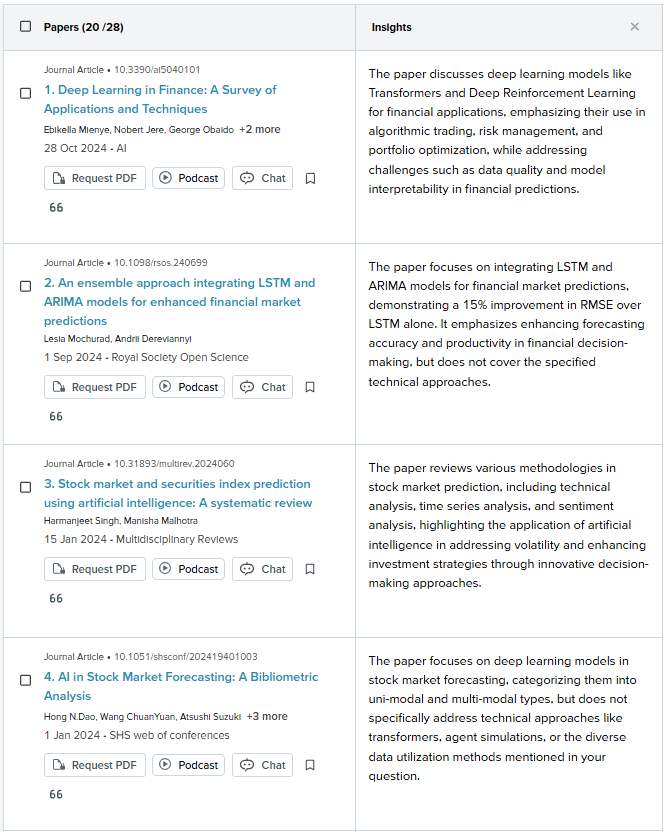 Papers (20 /28)
Insights
Journal Article • 10.3390/ai5040101
1. Deep Learning in Finance: A Survey of
Applications and Techniques
Ebikella Mienye, Nobert Jere, George Obaido +2 more
28 Oct 2024 - AI
Request PDF
Podcast
Chat
The paper discusses deep learning models like
Transformers and Deep Reinforcement Learning
for financial applications, emphasizing their use in
algorithmic trading, risk management, and
portfolio optimization, while addressing
challenges such as data quality and model
interpretability in financial predictions.
Journal Article • 10.1098/rsos.240699
2. An ensemble approach integrating LSTM and
ARIMA models for enhanced financial market
predictions
Lesia Mochurad, Andrii Dereviannyi
1 Sep 2024 - Royal Society Open Science
Request PDF
Podcast
Chat
The paper focuses on integrating LSTM and
ARIMA models for financial market predictions,
demonstrating a 15% improvement in RMSE over
LSTM alone. It emphasizes enhancing forecasting
accuracy and productivity in financial decision-
making, but does not cover the specified
technical approaches.
Journal Article • 10.31893/multirev.2024060
3. Stock market and securities index prediction
using artificial intelligence: A systematic review
Harmanjeet Singh, Manisha Malhotra
15 Jan 2024 - Multidisciplinary Reviews
Request PDF
Podcast
Chat
The paper reviews various methodologies in
stock market prediction, including technical
analysis, time series analysis, and sentiment
analysis, highlighting the application of artificial
intelligence in addressing volatility and enhancing
investment strategies through innovative decision-
making approaches.
Journal Article • 10.1051/shsconf/202419401003
4. AI in Stock Market Forecasting: A Bibliometric
Analysis
Hong N.Dao, Wang ChuanYuan, Atsushi Suzuki +3 more
1 Jan 2024 - SHS web of conferences
Request PDF
Podcast
Chat
The paper focuses on deep learning models in
stock market forecasting, categorizing them into
uni-modal and multi-modal types, but does not
specifically address technical approaches like
transformers, agent simulations, or the diverse
data utilization methods mentioned in your
question.